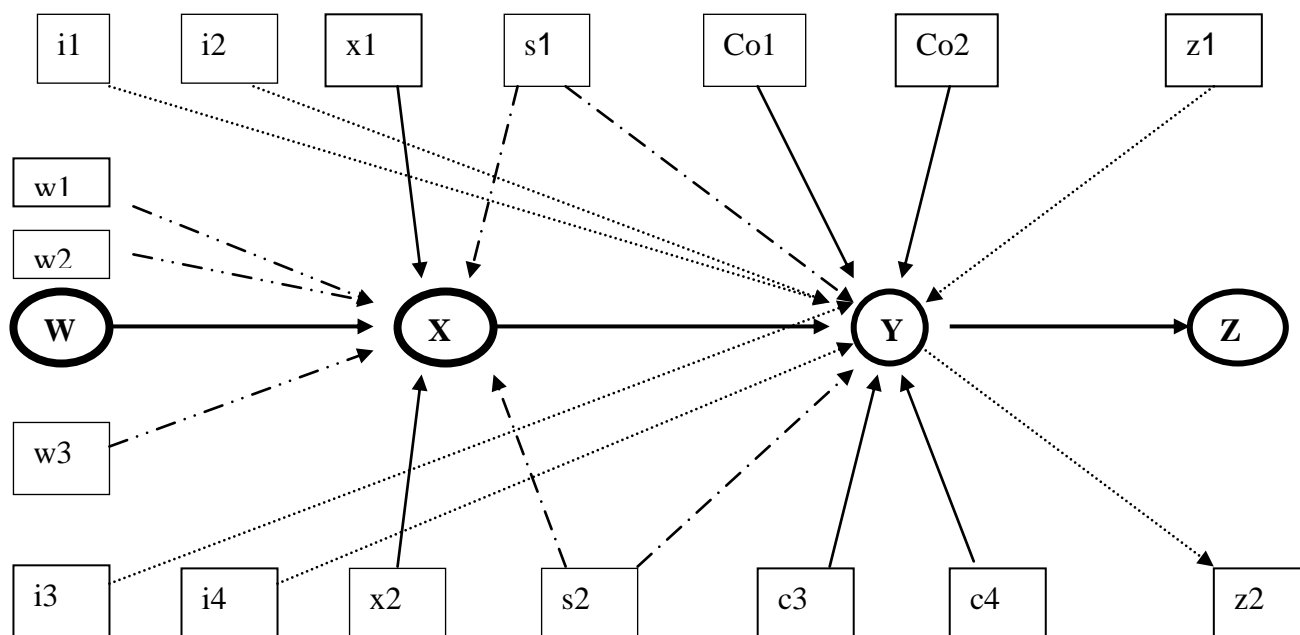 i1 i2 x1 s1 Co1 Co2 z1
w1
w2
W X Y Z
w3
i3 i4 x2 s2 c3 c4 z2